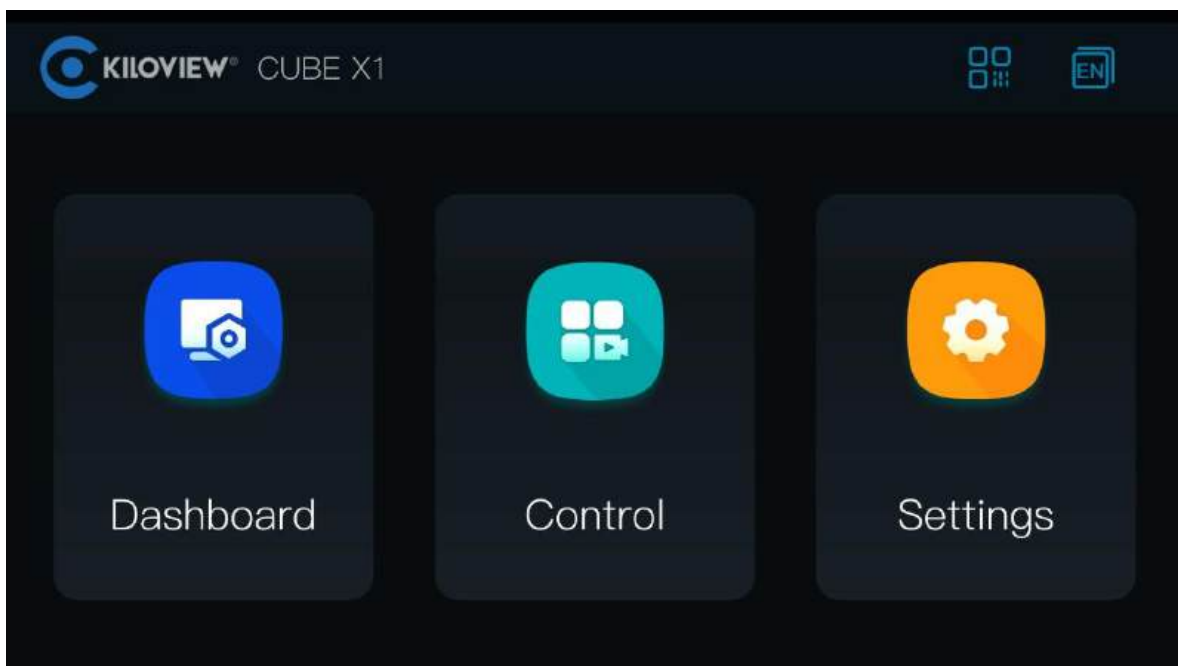 KILOVIEW® CUBE X1
EN
Dashboard
Control
Settings